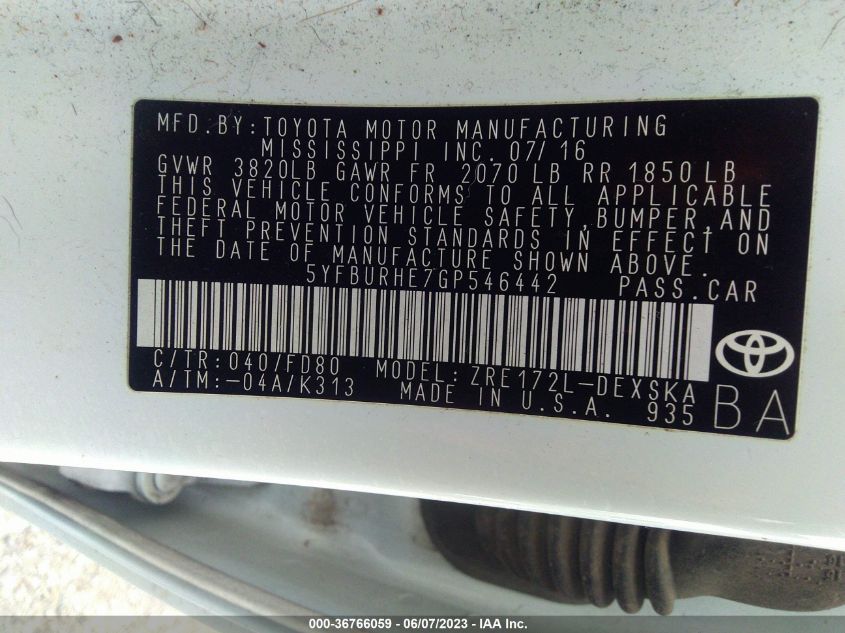 MFD.BY:TOYOTA MOTOR MANUFACTURING
MISSISSIPPI INC. 07/16
GVWR 3820LB GAWR FR 2070 LB RR 1850 LB
THIS VEHICLE CONFORMS TO ALL APPLICABLE
FEDERAL MOTOR VEHICLE SAFETY, BUMPER, AND
THEFT PREVENTION STANDARDS IN EFFECT ON
THE DATE OF MANUFACTURE SHOWN ABOVE.
5YFBURHE7GP546442 PASS.CAR
C/TR:040/FD80 MODEL:ZRE172L-DEXSKA
A/TM:-04A/K313 MADE IN U.S.A. 935
BA
000-36766059 - 06/07/2023 - IAA Inc.